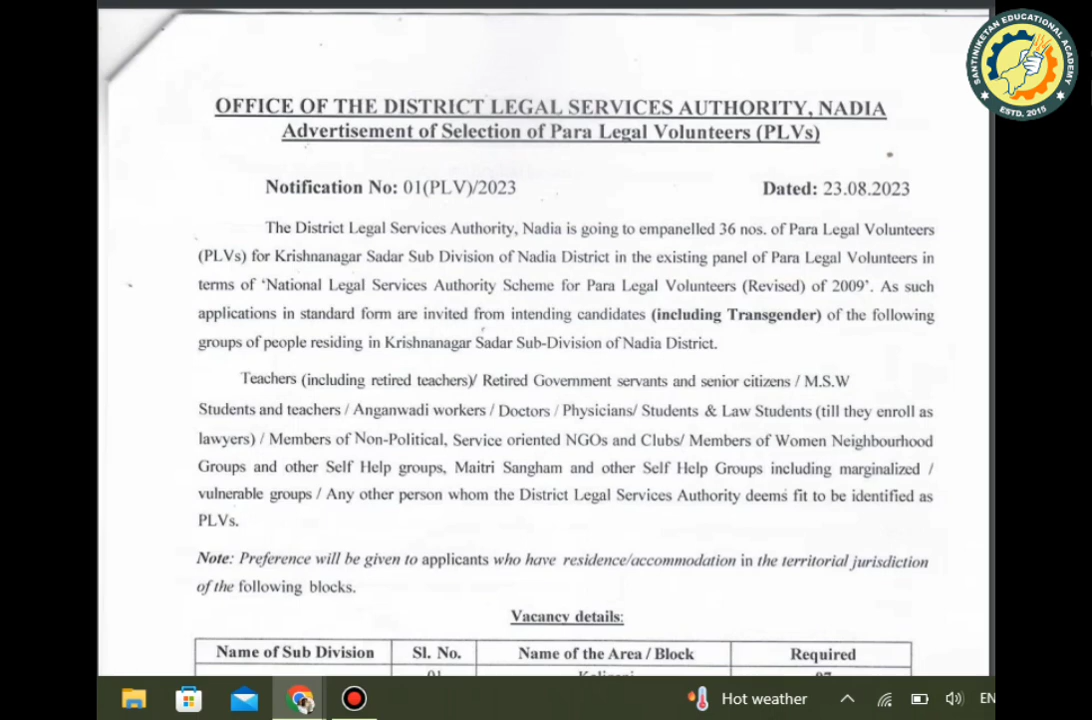 SANTINIKETAN EDUCATIONAL ACADEMY
ESTD. 2015
OFFICE OF THE DISTRICT LEGAL SERVICES AUTHORITY, NADIA
Advertisement of Selection of Para Legal Volunteers (PLVs)
Notification No: 01(PLV)/2023 Dated: 23.08.2023
The District Legal Services Authority, Nadia is going to empanelled 36 nos. of Para Legal Volunteers
(PLVs) for Krishnanagar Sadar Sub Division of Nadia District in the existing panel of Para Legal Volunteers in
terms of 'National Legal Services Authority Scheme for Para Legal Volunteers (Revised) of 2009'. As such
applications in standard form are invited from intending candidates (including Transgender) of the following
groups of people residing in Krishnanagar Sadar Sub-Division of Nadia District.
Teachers (including retired teachers)/ Retired Government servants and senior citizens / M.S.W
Students and teachers / Anganwadi workers / Doctors / Physicians/ Students & Law Students (till they enroll as
lawyers) / Members of Non-Political, Service oriented NGOs and Clubs/ Members of Women Neighbourhood
Groups and other Self Help groups, Maitri Sangham and other Self Help Groups including marginalized /
vulnerable groups / Any other person whom the District Legal Services Authority deems fit to be identified as
PLVs.
Note: Preference will be given to applicants who have residence/accommodation in the territorial jurisdiction
of the following blocks.
Vacancy details:
Name of Sub Division Sl. No. Name of the Area / Block Required
01
Hot weather EN